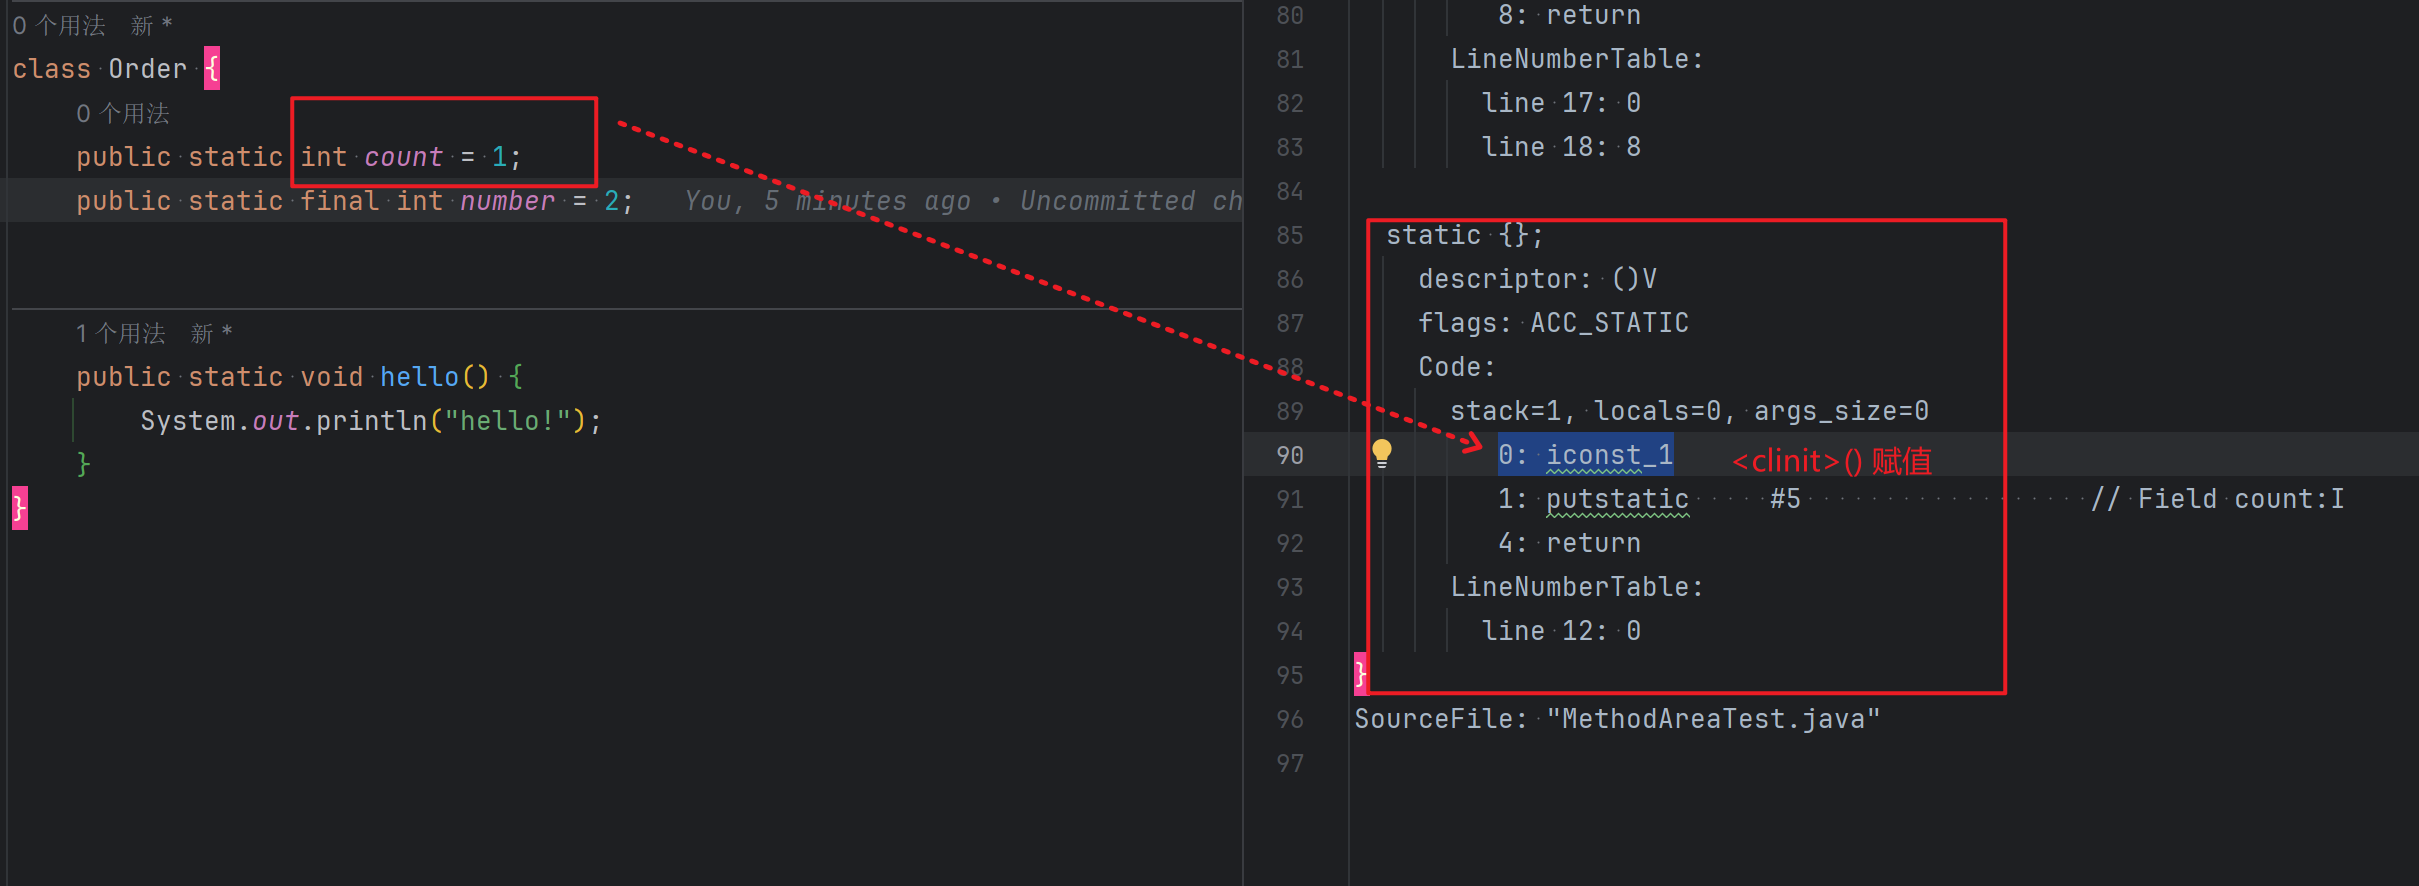 0 个用法   新 *
class Order {
0 个用法
public static int count = 1;
public static final int number = 2;   You, 5 minutes ago • Uncommitted ch
1 个用法   新 *
public static void hello() {
System.out.println("hello!");
}
}
80 8: return
81 LineNumberTable:
82 line 17: 0
83 line 18: 8
84
85 static {};
86 descriptor: ()V
87 flags: ACC_STATIC
88 Code:
89 stack=1, locals=0, args_size=0
90 0: iconst_1   <clinit>() 赋值
91 1: putstatic     #5                  // Field count:I
92 4: return
93 LineNumberTable:
94 line 12: 0
95 }
96 SourceFile: "MethodAreaTest.java"
97